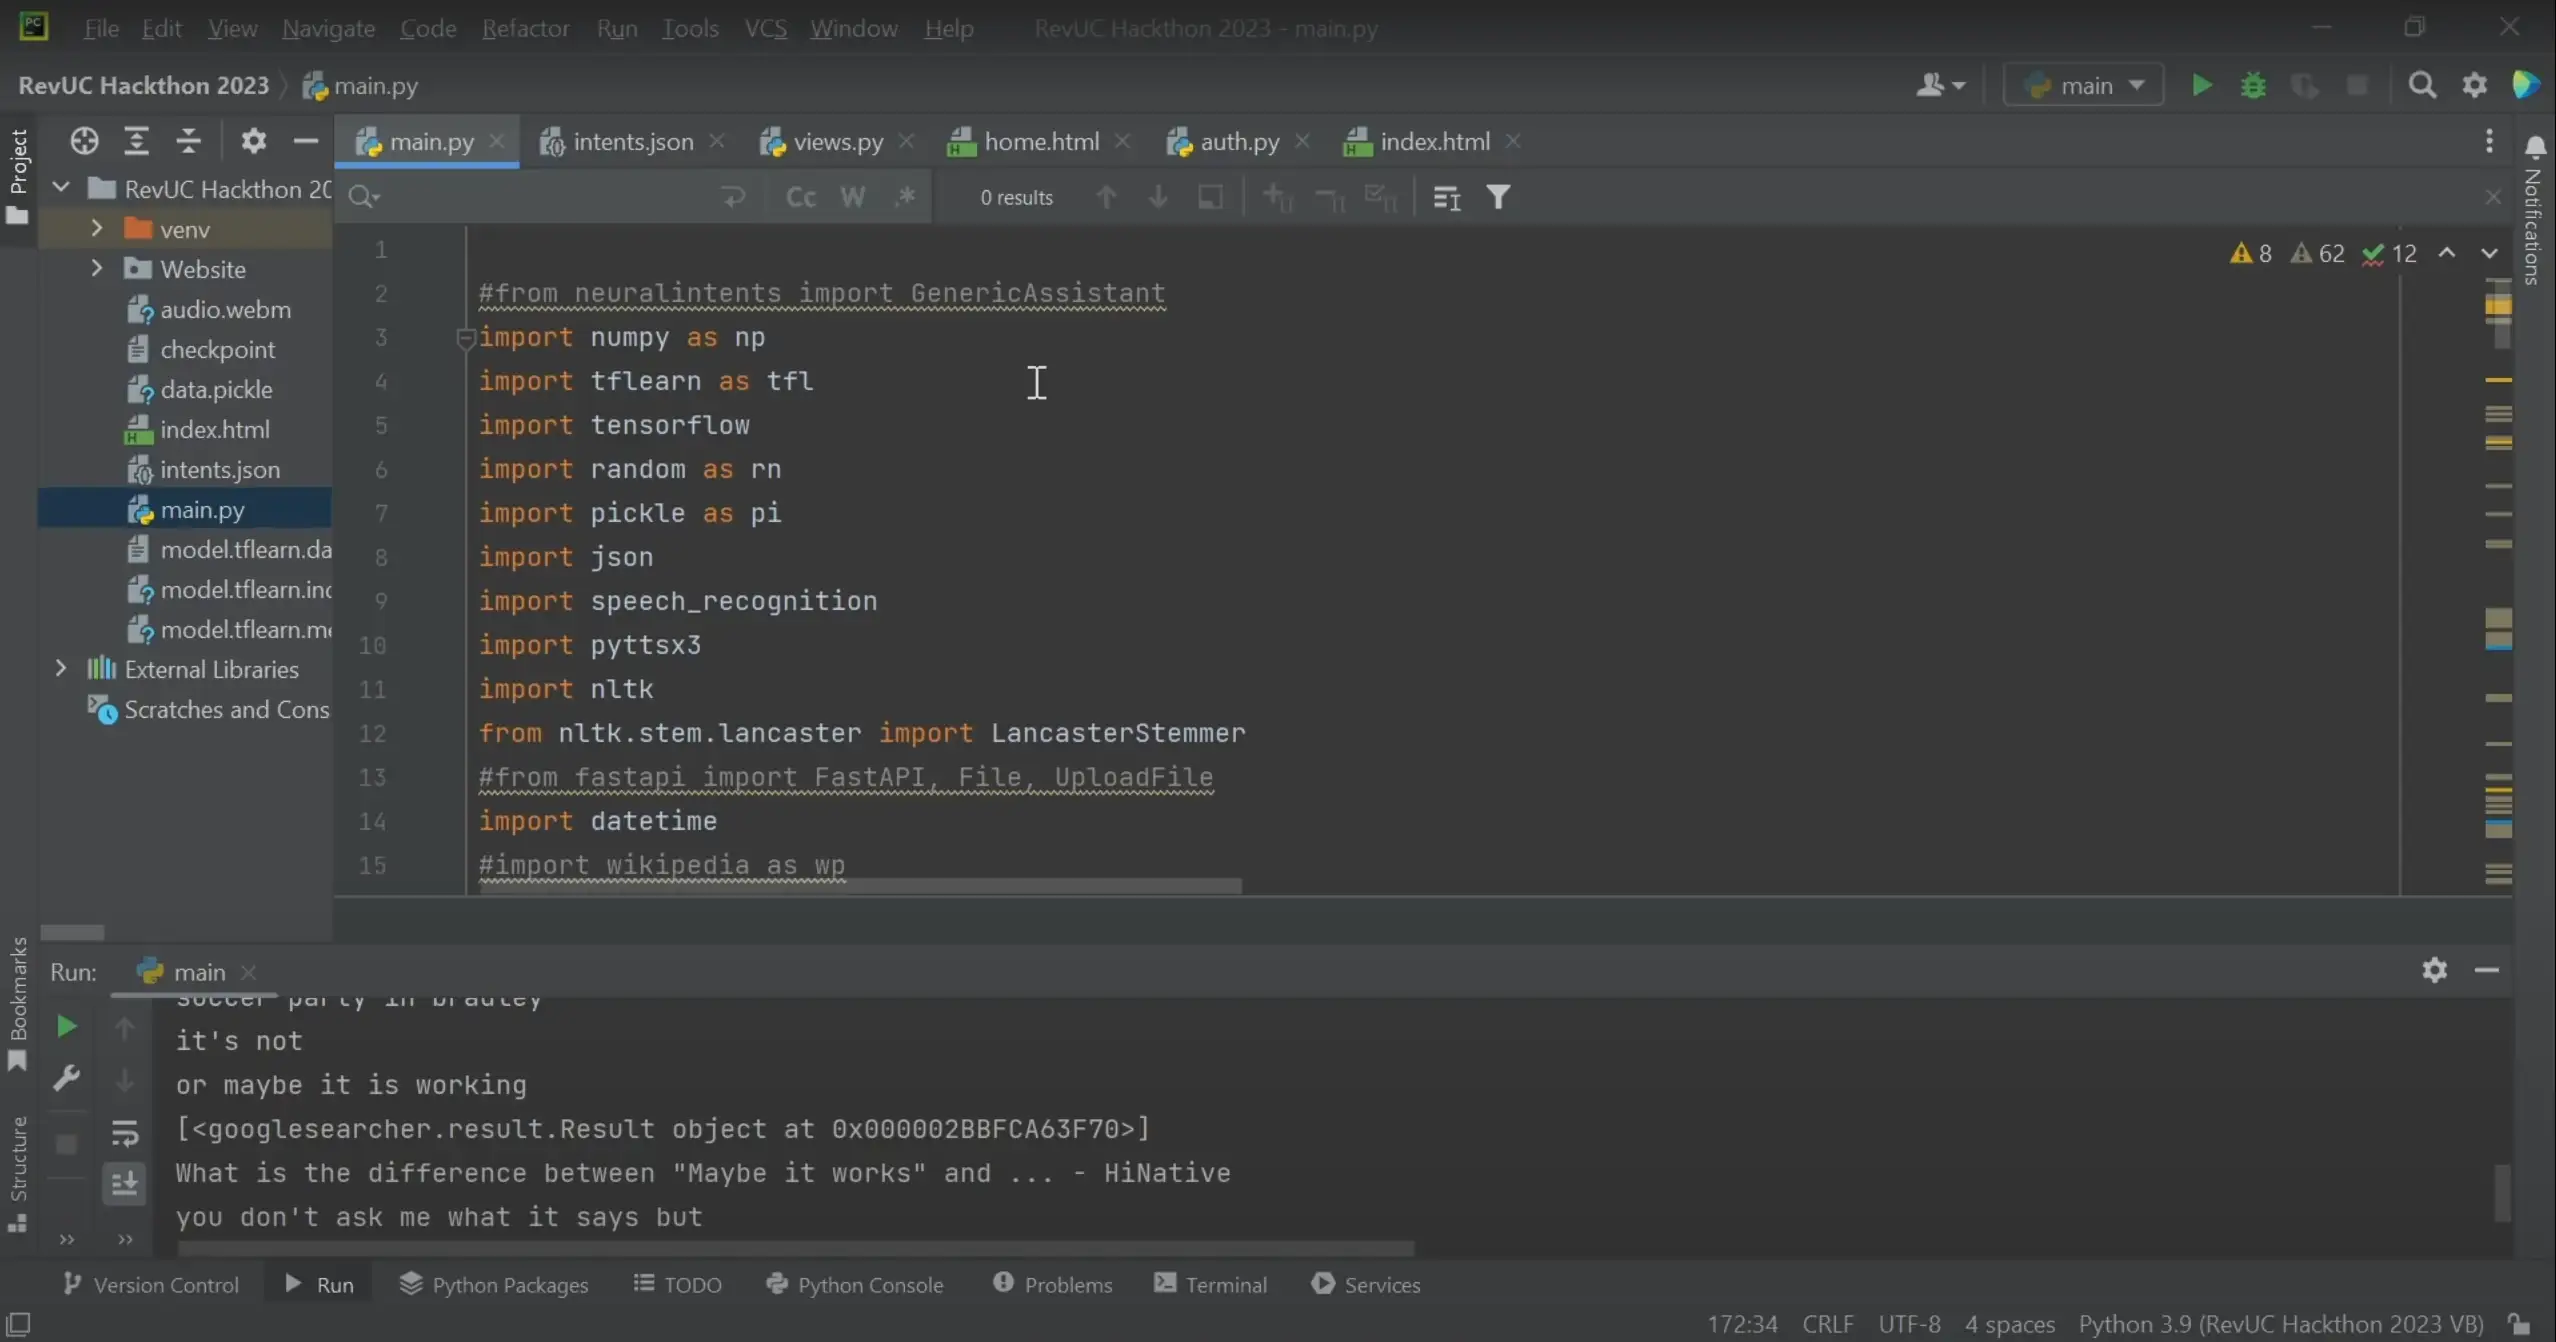 PC File Edit View Navigate Code Refactor Run Tools VCS Window Help RevUC Hackthon 2023 - main.py
RevUC Hackthon 2023 main.py main
Project
main.py intents.json views.py home.html auth.py index.html
Notifications
RevUC Hackthon 20
venv
Website
audio.webm
checkpoint
data.pickle
index.html
intents.json
main.py
model.tflearn.da
model.tflearn.ind
model.tflearn.me
External Libraries
Scratches and Cons
Cc W .* 0 results
8 62 12
1
2 #from neuralintents import GenericAssistant
3 import numpy as np
4 import tflearn as tfl
5 import tensorflow
6 import random as rn
7 import pickle as pi
8 import json
9 import speech_recognition
10 import pyttsx3
11 import nltk
12 from nltk.stem.lancaster import LancasterStemmer
13 #from fastapi import FastAPI, File, UploadFile
14 import datetime
15 #import wikipedia as wp
Bookmarks
Structure
Run: main
soccer party in bradley
it's not
or maybe it is working
[<googlesearcher.result.Result object at 0x000002BBFCA63F70>]
What is the difference between "Maybe it works" and ... - HiNative
you don't ask me what it says but
Version Control Run Python Packages TODO Python Console Problems Terminal Services
172:34 CRLF UTF-8 4 spaces Python 3.9 (RevUC Hackthon 2023 VB)